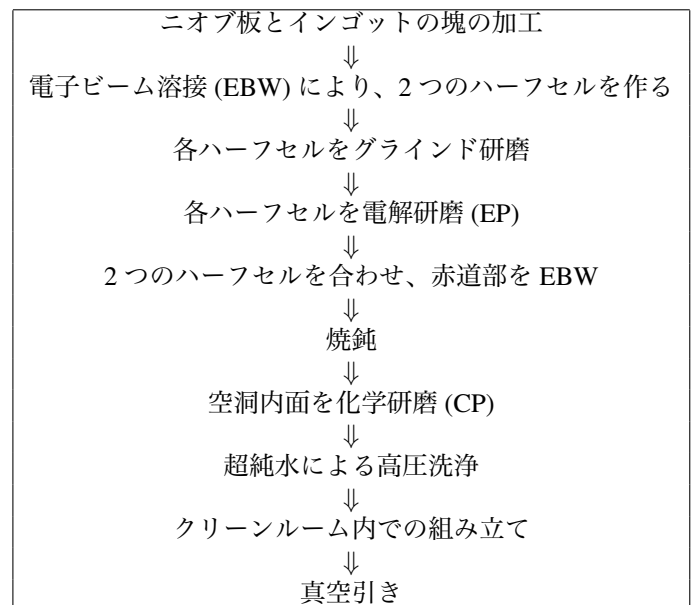 ニオブ板とインゴットの塊の加工
⇓
電子ビーム溶接 (EBW) により、2 つのハーフセルを作る
⇓
各ハーフセルをグラインド研磨
⇓
各ハーフセルを電解研磨 (EP)
⇓
2 つのハーフセルを合わせ、赤道部を EBW
⇓
焼鈍
⇓
空洞内面を化学研磨 (CP)
⇓
超純水による高圧洗浄
⇓
クリーンルーム内での組み立て
⇓
真空引き